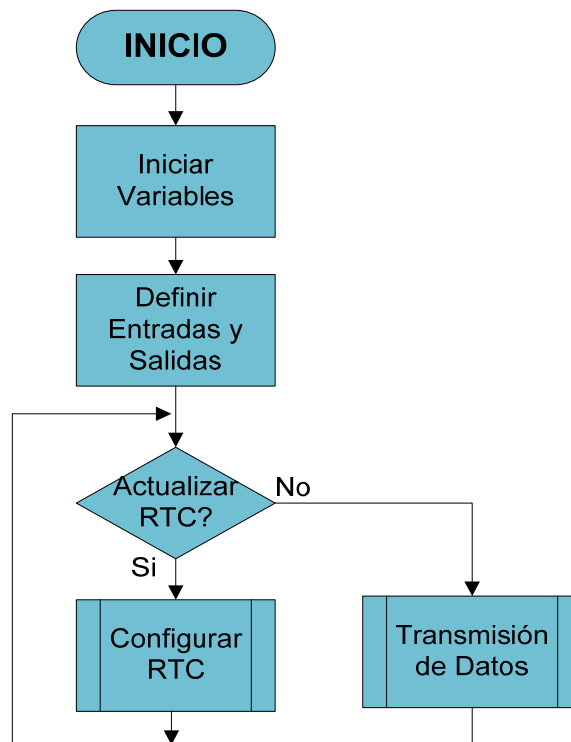 INICIO
Iniciar
Variables
Definir
Entradas y
Salidas
Actualizar
RTC?
No
Si
Configurar
RTC
Transmisión
de Datos